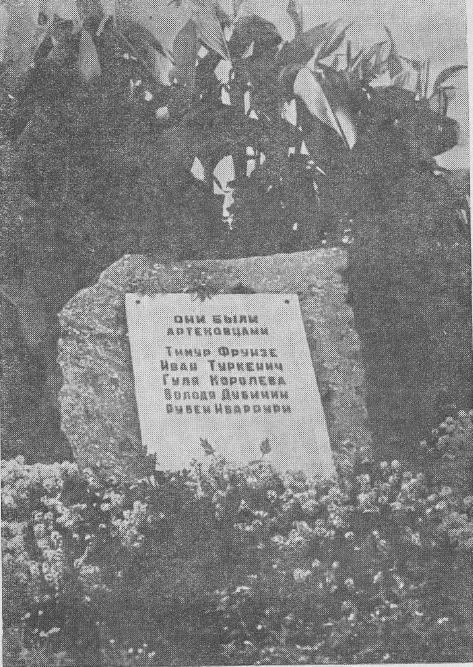 ОНИ БЫЛИ
АРТЕКОВЦАМИ
Тимур Фрунзе
Иван Туркенич
Гуля Королева
Володя Дубинин
Рубен Ибаррури